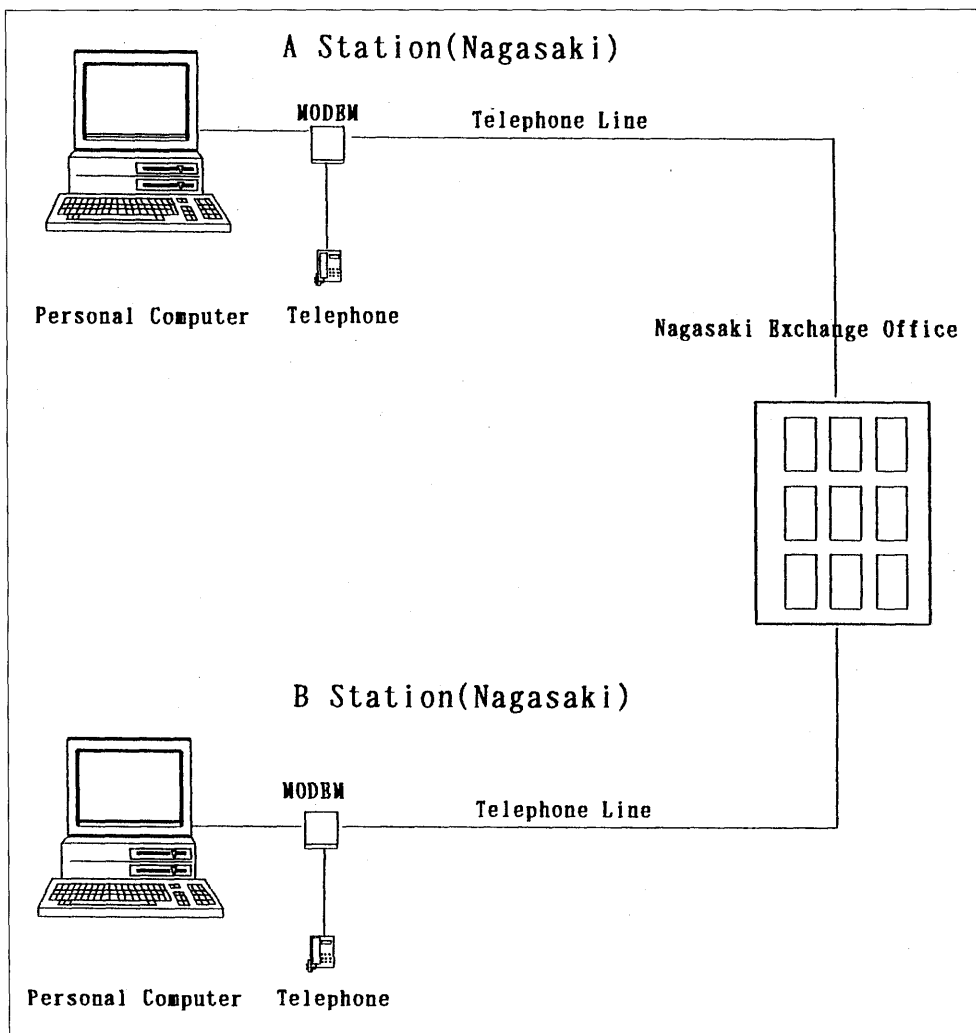 A Station(Nagasaki)
MODEM
Telephone Line
Personal Computer
Telephone
Nagasaki Exchange Office
B Station(Nagasaki)
MODEM
Telephone Line
Personal Computer
Telephone